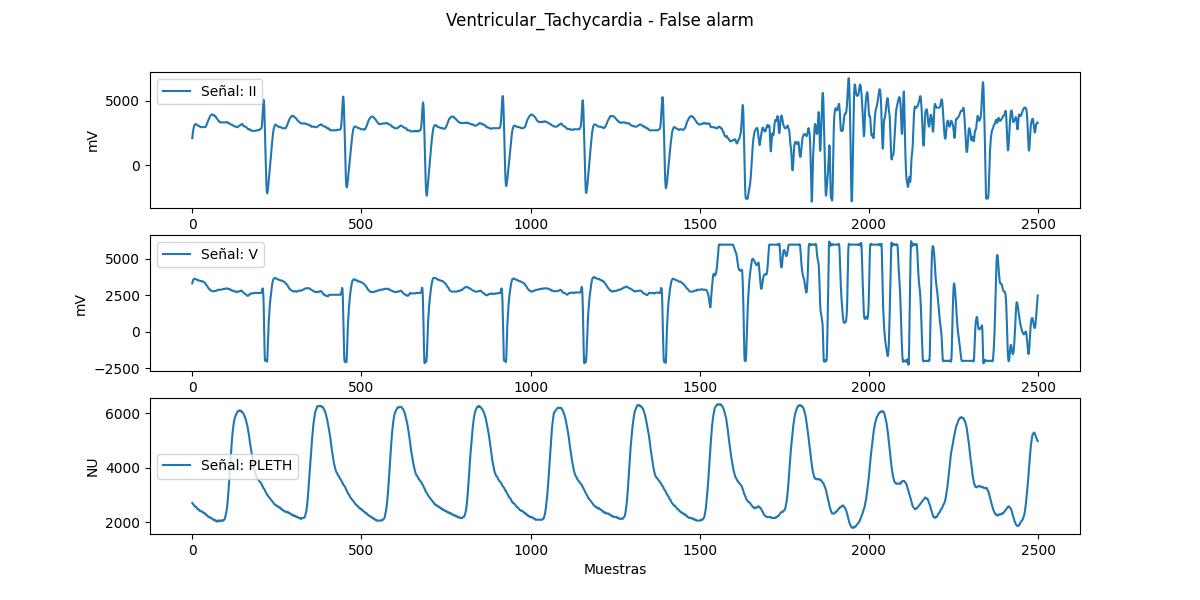 Ventricular_Tachycardia - False alarm
Señal: II
5000
0
mV
0 500 1000 1500 2000 2500
Señal: V
5000
2500
0
−2500
mV
0 500 1000 1500 2000 2500
Señal: PLETH
6000
4000
2000
NU
0 500 1000 1500 2000 2500
Muestras